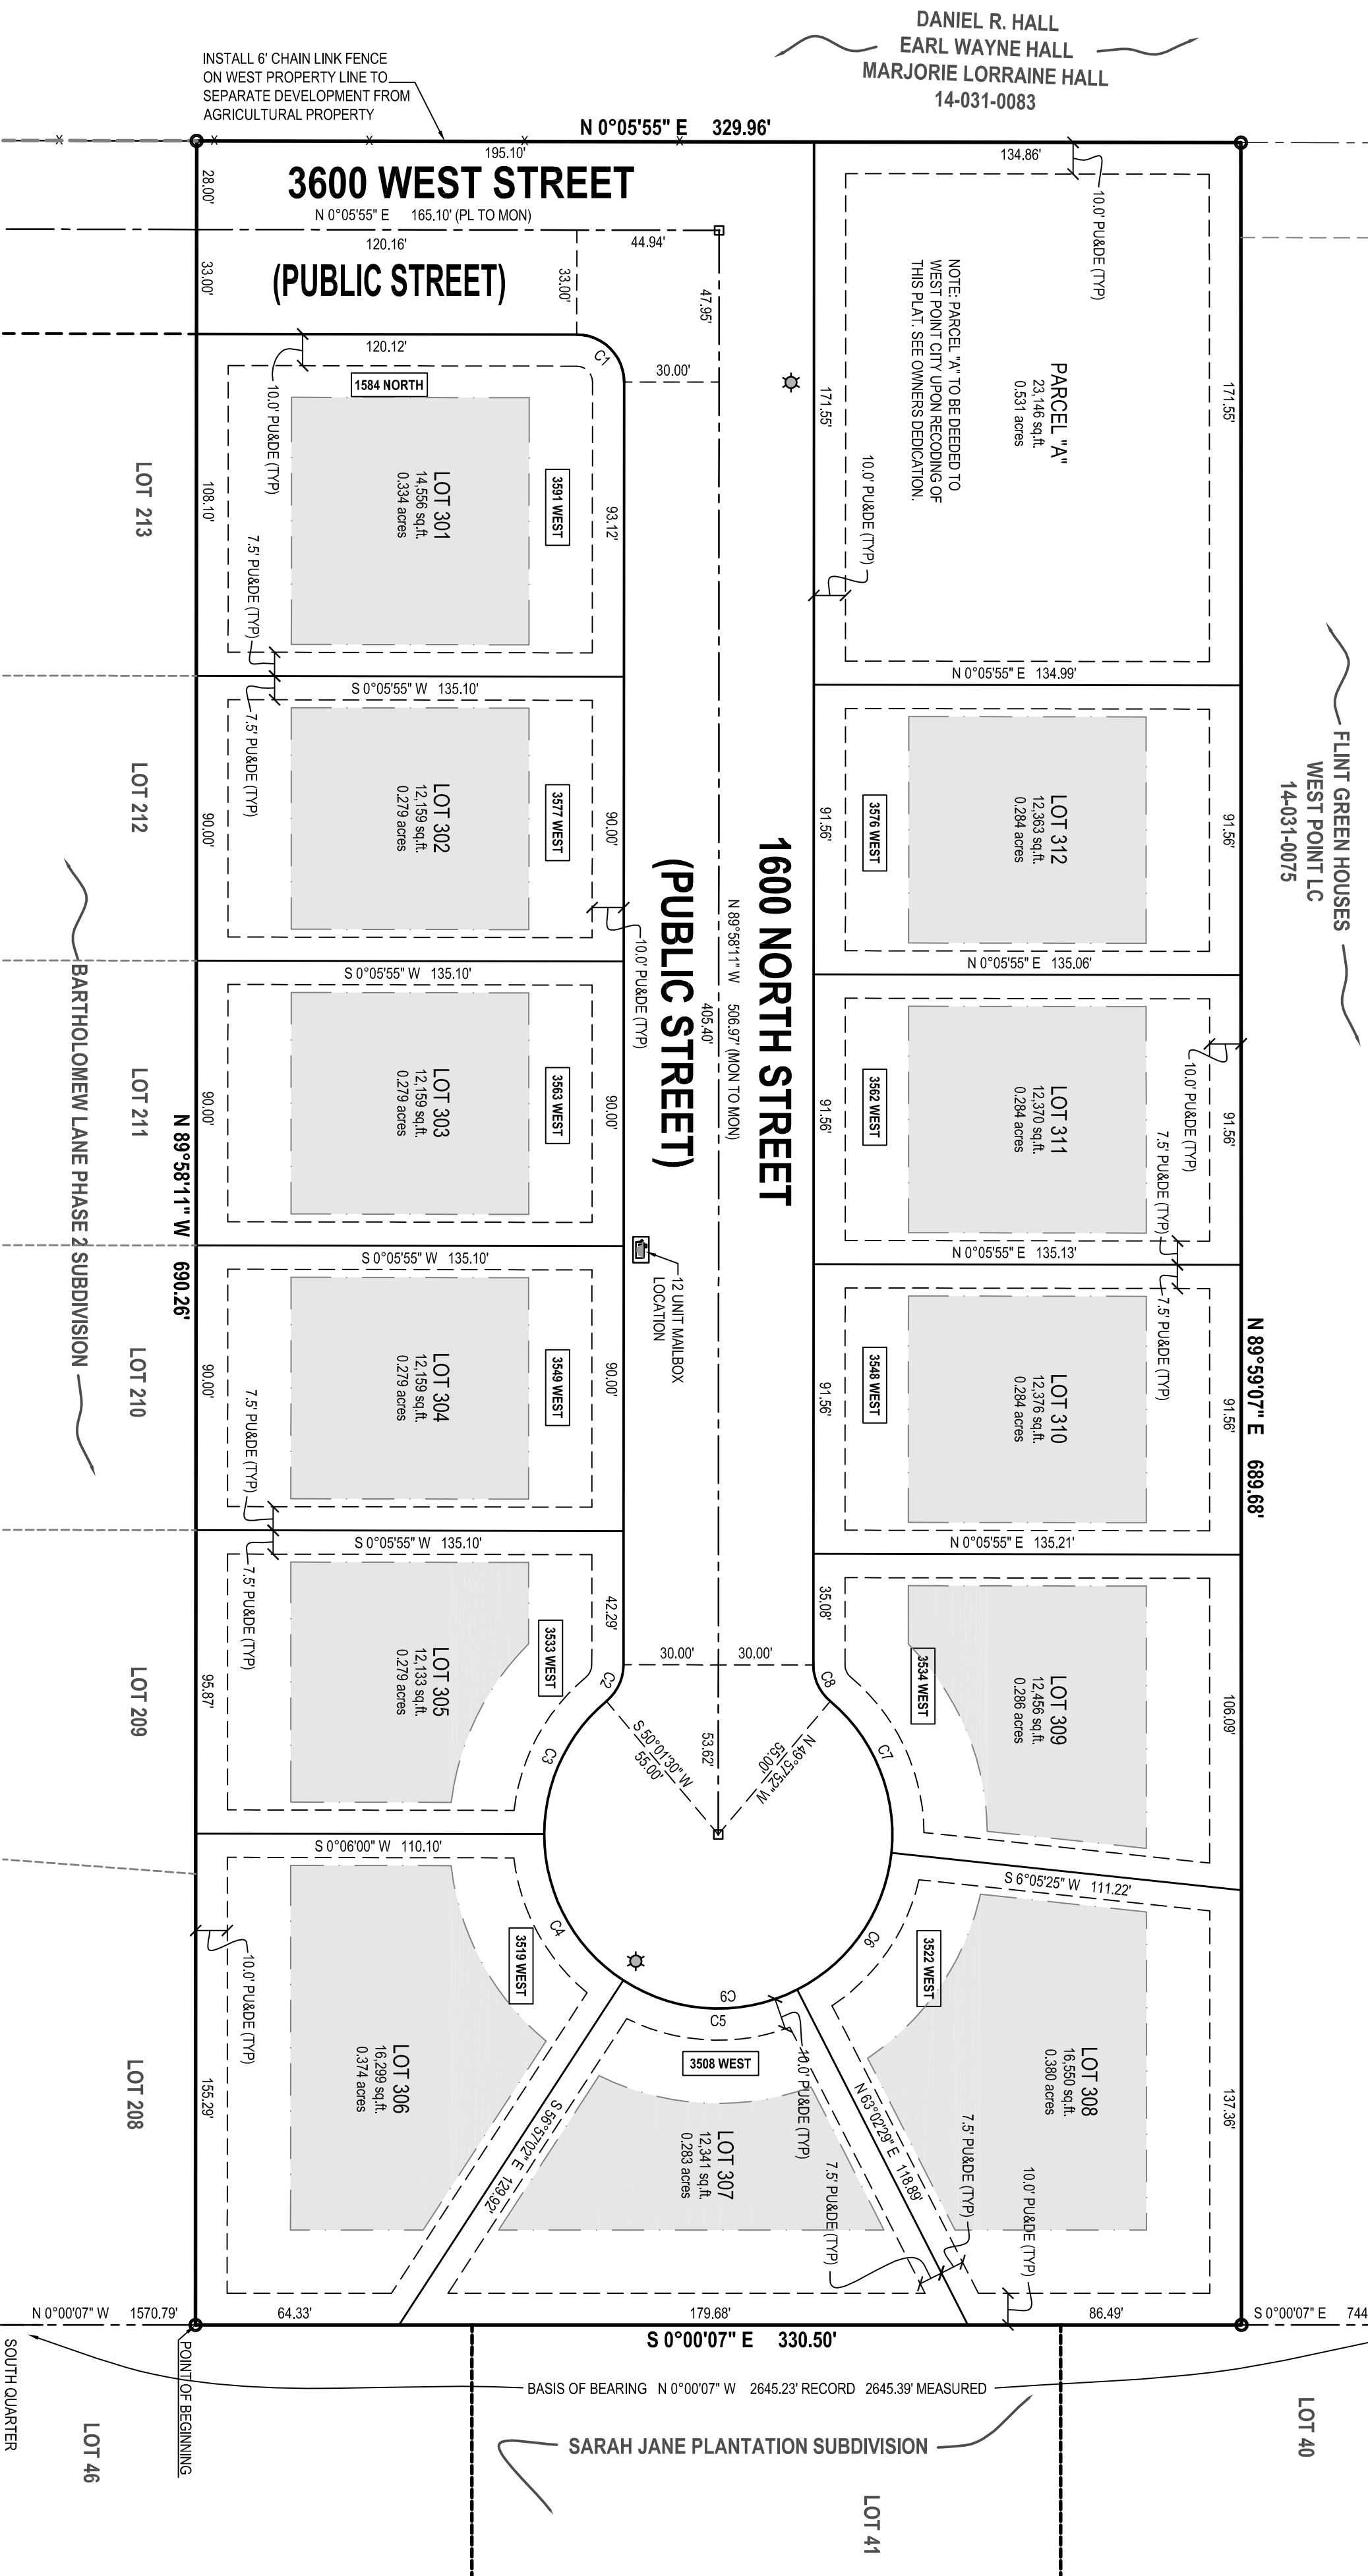 DANIEL R. HALL
EARL WAYNE HALL
MARJORIE LORRAINE HALL
14-031-0083
INSTALL 6' CHAIN LINK FENCE
ON WEST PROPERTY LINE TO
SEPARATE DEVELOPMENT FROM
AGRICULTURAL PROPERTY
N 0°05'55" E 329.96'
195.10'
134.86'
28.00'
3600 WEST STREET
N 0°05'55" E 165.10' (PL TO MON)
120.16'
44.94'
33.00'
(PUBLIC STREET)
33.00'
47.95'
10.0' PU&DE (TYP)
NOTE: PARCEL "A" TO BE DEEDED TO
WEST POINT CITY UPON RECODING OF
THIS PLAT. SEE OWNERS DEDICATION.
PARCEL "A"
23,146 sq.ft.
0.531 acres
171.55'
171.55'
10.0' PU&DE (TYP)
120.12'
C1
30.00'
1584 NORTH
10.0' PU&DE (TYP)
LOT 301
14,556 sq.ft.
0.334 acres
3591 WEST
93.12'
108.10'
LOT 213
7.5' PU&DE (TYP)
S 0°05'55" W 135.10'
7.5' PU&DE (TYP)
N 0°05'55" E 134.99'
LOT 302
12,159 sq.ft.
0.279 acres
3577 WEST
90.00'
90.00'
LOT 212
10.0' PU&DE (TYP)
LOT 312
12,363 sq.ft.
0.284 acres
3576 WEST
91.56'
91.56'
FLINT GREEN HOUSES
WEST POINT LC
14-031-0075
1600 NORTH STREET
N 89°58'11" W 506.97' (MON TO MON)
405.40'
(PUBLIC STREET)
S 0°05'55" W 135.10'
N 0°05'55" E 135.06'
LOT 303
12,159 sq.ft.
0.279 acres
3563 WEST
90.00'
90.00'
LOT 211
LOT 311
12,370 sq.ft.
0.284 acres
3562 WEST
91.56'
91.56'
10.0' PU&DE (TYP)
7.5' PU&DE (TYP)
N 89°58'11" W 690.26'
BARTHOLOMEW LANE PHASE 2 SUBDIVISION
S 0°05'55" W 135.10'
N 0°05'55" E 135.13'
12 UNIT MAILBOX
LOCATION
7.5' PU&DE (TYP)
LOT 304
12,159 sq.ft.
0.279 acres
3549 WEST
90.00'
90.00'
LOT 210
7.5' PU&DE (TYP)
LOT 310
12,376 sq.ft.
0.284 acres
3548 WEST
91.56'
91.56'
N 89°59'07" E 689.68'
S 0°05'55" W 135.10'
N 0°05'55" E 135.21'
7.5' PU&DE (TYP)
LOT 305
12,133 sq.ft.
0.279 acres
3533 WEST
42.29'
95.87'
LOT 209
30.00'
30.00'
35.08'
C2
C8
C3
C7
S 50°01'30" W
55.00'
53.62'
N 49°57'52" W
55.00'
3534 WEST
LOT 309
12,456 sq.ft.
0.286 acres
106.09'
S 0°06'00" W 110.10'
S 6°05'25" W 111.22'
C4
C6
3519 WEST
3522 WEST
10.0' PU&DE (TYP)
LOT 306
16,299 sq.ft.
0.374 acres
155.29'
LOT 208
C9
C5
3508 WEST
10.0' PU&DE (TYP)
LOT 307
12,341 sq.ft.
0.283 acres
S 56°57'02" E 129.92'
N 63°02'29" E 118.89'
LOT 308
16,550 sq.ft.
0.380 acres
137.36'
7.5' PU&DE (TYP)
7.5' PU&DE (TYP)
10.0' PU&DE (TYP)
N 0°00'07" W 1570.79'
64.33'
179.68'
86.49'
S 0°00'07" E 744
S 0°00'07" E 330.50'
POINT OF BEGINNING
SOUTH QUARTER
BASIS OF BEARING N 0°00'07" W 2645.23' RECORD 2645.39' MEASURED
SARAH JANE PLANTATION SUBDIVISION
LOT 46
LOT 41
LOT 40